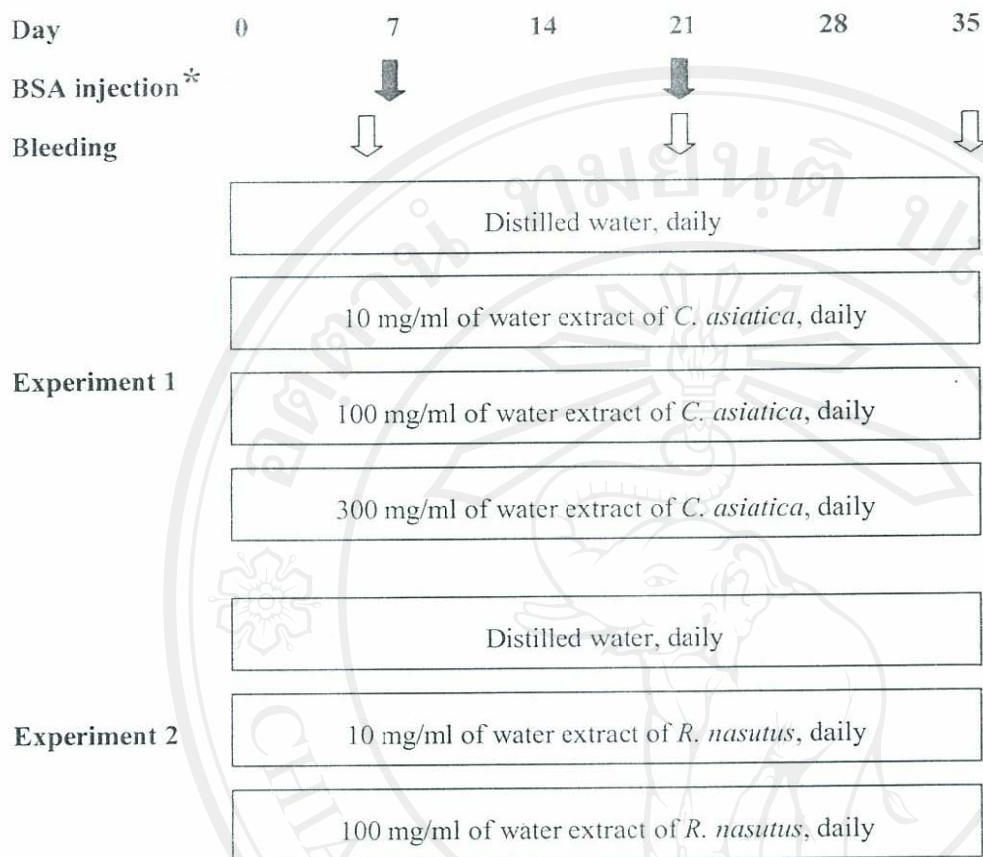 Day 0 7 14 21 28 35
BSA injection*
Bleeding
Distilled water, daily
10 mg/ml of water extract of C. asiatica, daily
Experiment 1
100 mg/ml of water extract of C. asiatica, daily
300 mg/ml of water extract of C. asiatica, daily
Distilled water, daily
Experiment 2
10 mg/ml of water extract of R. nasutus, daily
100 mg/ml of water extract of R. nasutus, daily